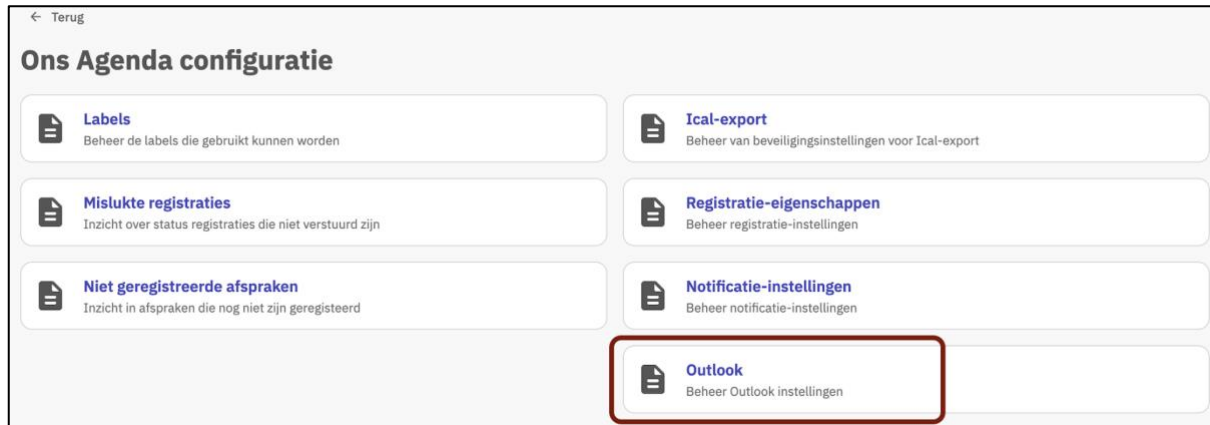 ← Terug
Ons Agenda configuratie
Labels
Beheer de labels die gebruikt kunnen worden
Ical-export
Beheer van beveiligingsinstellingen voor Ical-export
Mislukte registraties
Inzicht over status registraties die niet verstuurd zijn
Registratie-eigenschappen
Beheer registratie-instellingen
Niet geregistreerde afspraken
Inzicht in afspraken die nog niet zijn geregisteerd
Notificatie-instellingen
Beheer notificatie-instellingen
Outlook
Beheer Outlook instellingen